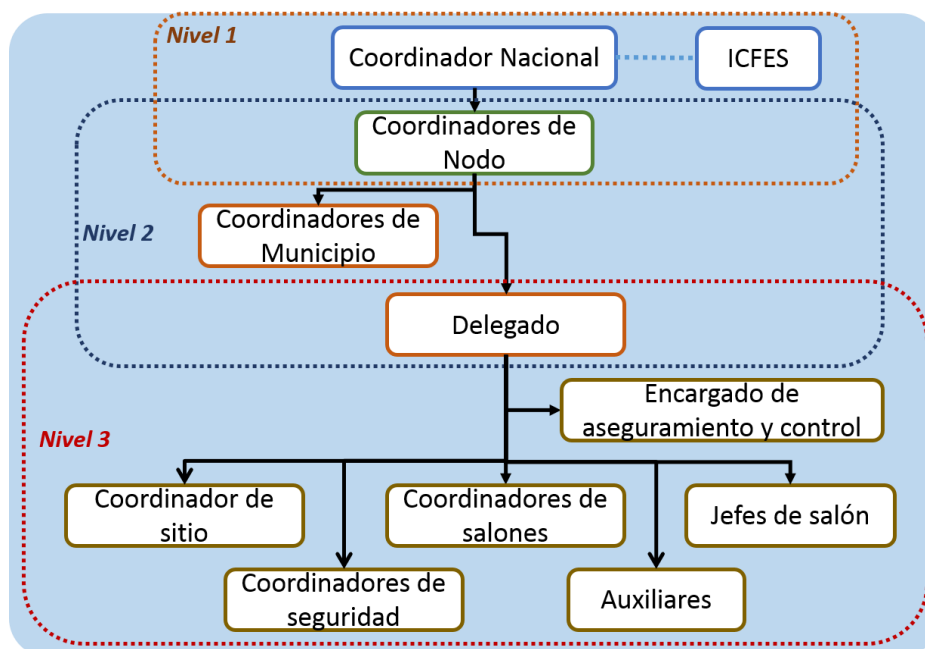 Nivel 1
Coordinador Nacional
ICFES
Coordinadores de
Nodo
Coordinadores de
Municipio
Nivel 2
Delegado
Encargado de
aseguramiento y control
Nivel 3
Coordinador de
sitio
Coordinadores de
salones
Jefes de salón
Coordinadores de
seguridad
Auxiliares